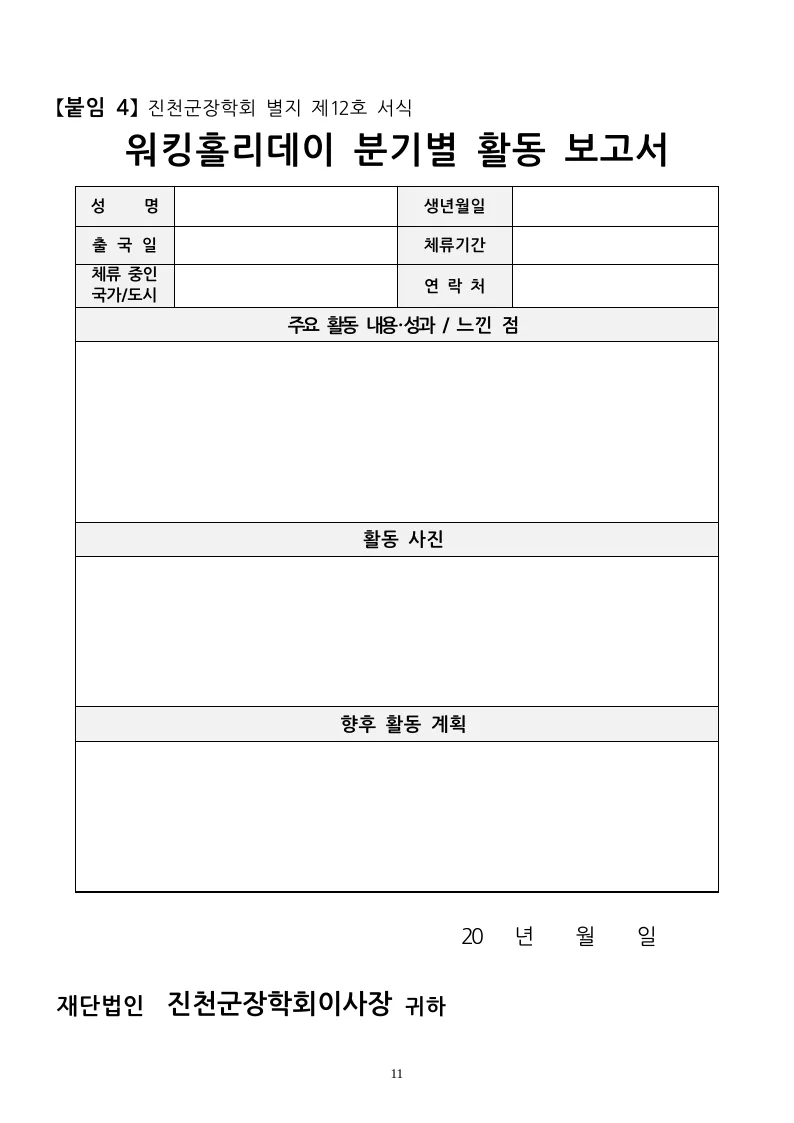 【붙임 4】 진천군장학회 별지 제12호 서식
워킹홀리데이 분기별 활동 보고서
성 명 생년월일
출 국 일 체류기간
체류 중인
국가/도시 연 락 처
주요 활동 내용·성과 / 느낀 점
활동 사진
향후 활동 계획
20 년 월 일
재단법인 진천군장학회이사장 귀하
11